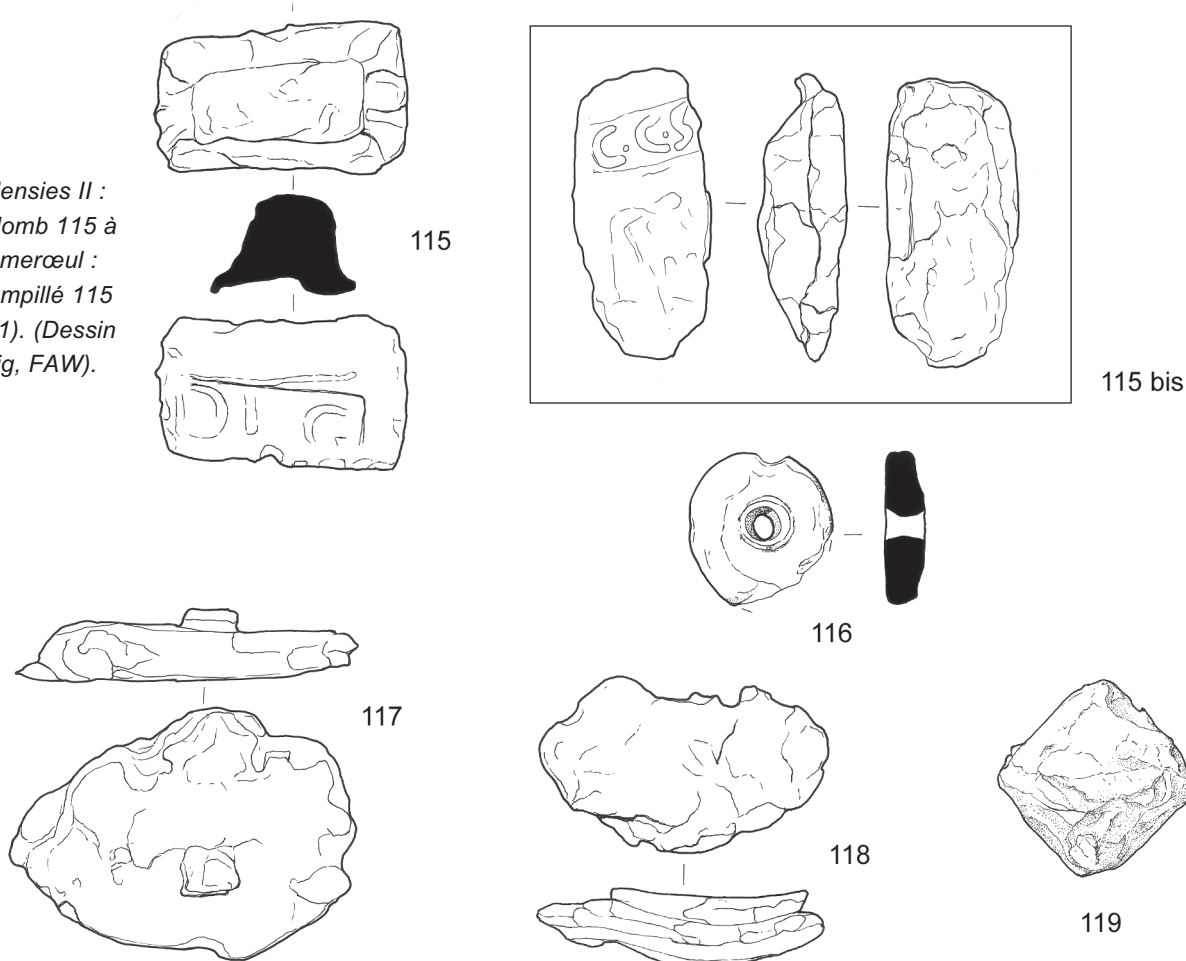 ensies II :
lomb 115 à
merœul :
mpillé 115
1). (Dessin
ig, FAW).
115
115 bis
116
117
118
119